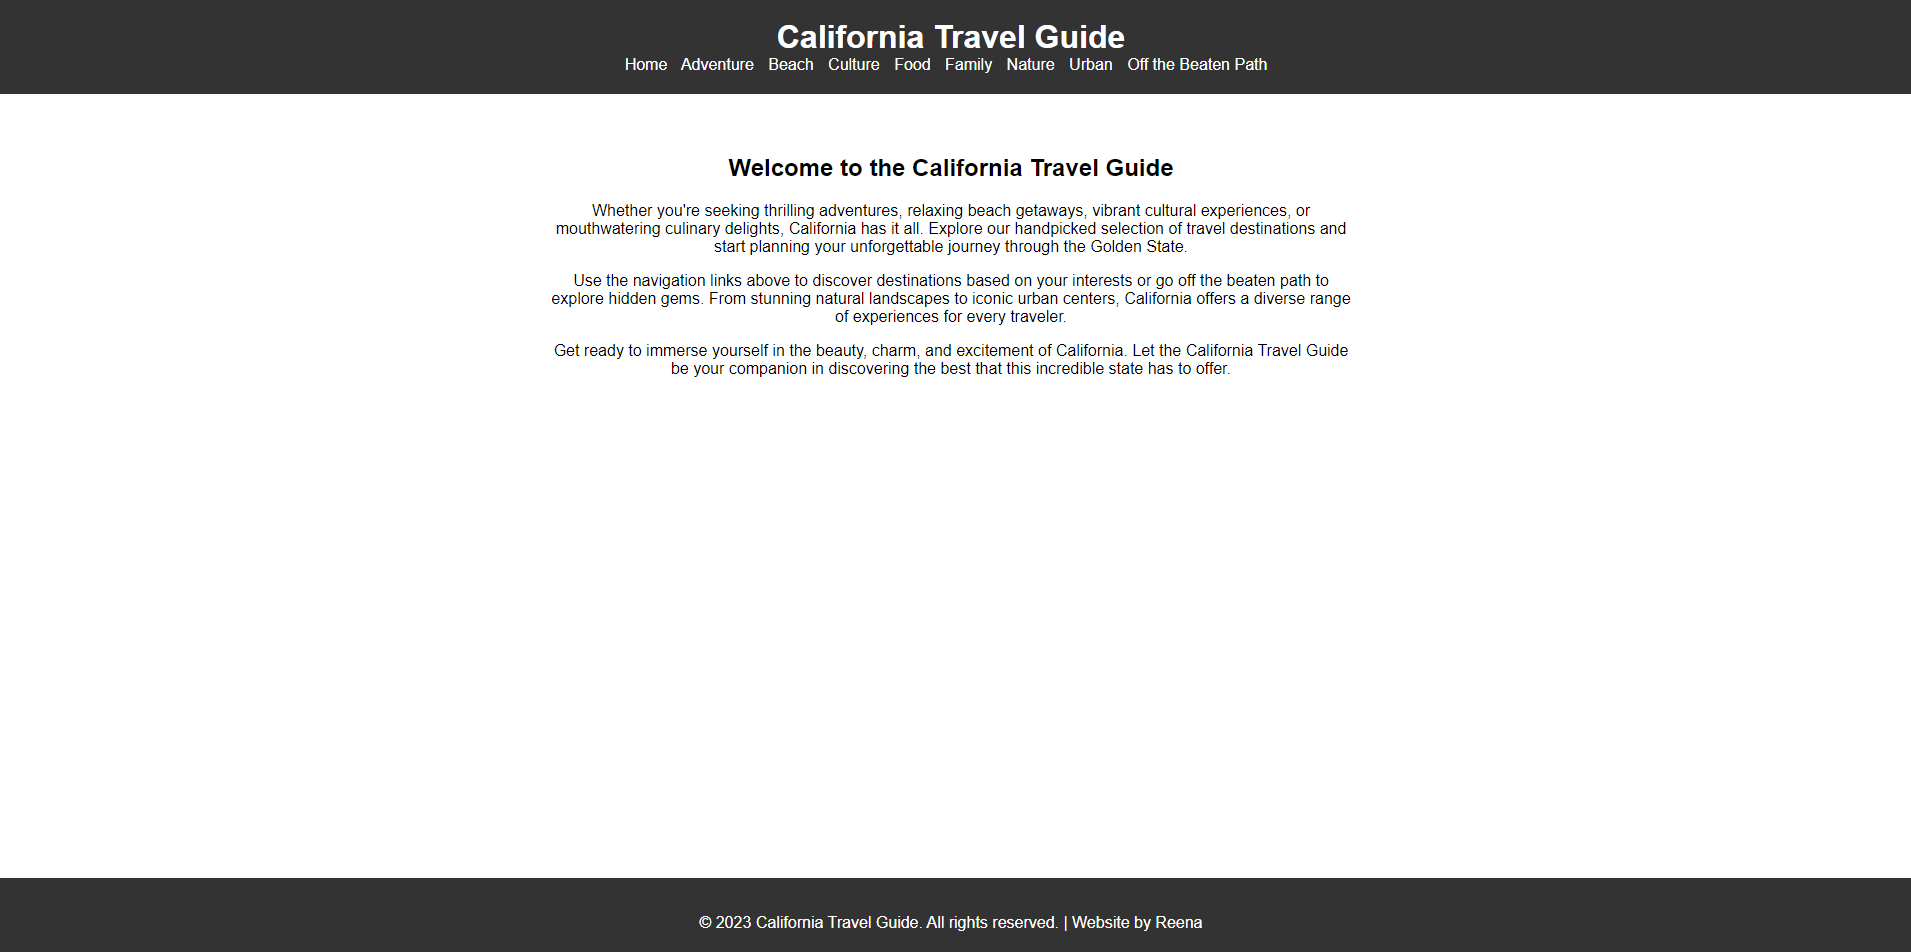 California Travel Guide
Home Adventure Beach Culture Food Family Nature Urban Off the Beaten Path
Welcome to the California Travel Guide
Whether you're seeking thrilling adventures, relaxing beach getaways, vibrant cultural experiences, or
mouthwatering culinary delights, California has it all. Explore our handpicked selection of travel destinations and
start planning your unforgettable journey through the Golden State.
Use the navigation links above to discover destinations based on your interests or go off the beaten path to
explore hidden gems. From stunning natural landscapes to iconic urban centers, California offers a diverse range
of experiences for every traveler.
Get ready to immerse yourself in the beauty, charm, and excitement of California. Let the California Travel Guide
be your companion in discovering the best that this incredible state has to offer.
© 2023 California Travel Guide. All rights reserved. | Website by Reena